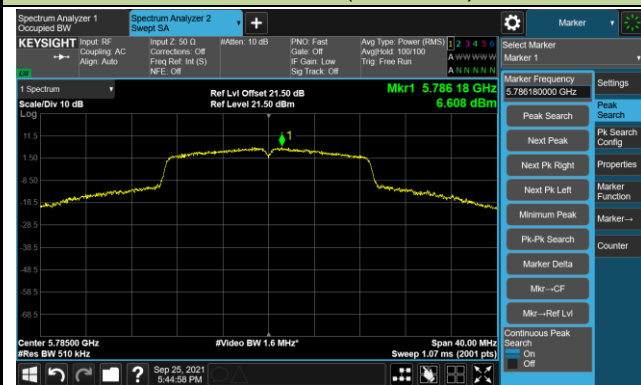 Spectrum Analyzer 1
Occupied BW
Spectrum Analyzer 2
Swept SA
Marker
KEYSIGHT
Input: RF
Coupling: AC
Align: Auto
Input Z: 50 Ω
Corrections: Off
Freq Ref: Int (S)
NFE: Off
#Atten: 10 dB
PNO: Fast
Gate: Off
IF Gain: Low
Sig Track: Off
Avg Type: Power (RMS)
Avg|Hold: 100/100
Trig: Free Run
1 2 3 4 5 6
A W W W W W
A N N N N N
Select Marker
Marker 1
1 Spectrum
Scale/Div 10 dB
Log
Ref Lvl Offset 21.50 dB
Ref Level 21.50 dBm
Mkr1 5.786 18 GHz
6.608 dBm
11.5
1.50
-8.50
-18.5
-28.5
-38.5
-48.5
-58.5
-68.5
1
Center 5.78500 GHz
#Res BW 510 kHz
#Video BW 1.6 MHz*
Span 40.00 MHz
Sweep 1.07 ms (2001 pts)
Marker Frequency
5.786180000 GHz
Peak Search
Next Peak
Next Pk Right
Next Pk Left
Minimum Peak
Pk-Pk Search
Marker Delta
Mkr→CF
Mkr→Ref Lvl
Continuous Peak
Search
On
Off
Settings
Peak
Search
Pk Search
Config
Properties
Marker
Function
Marker→
Counter
Sep 25, 2021
5:44:58 PM